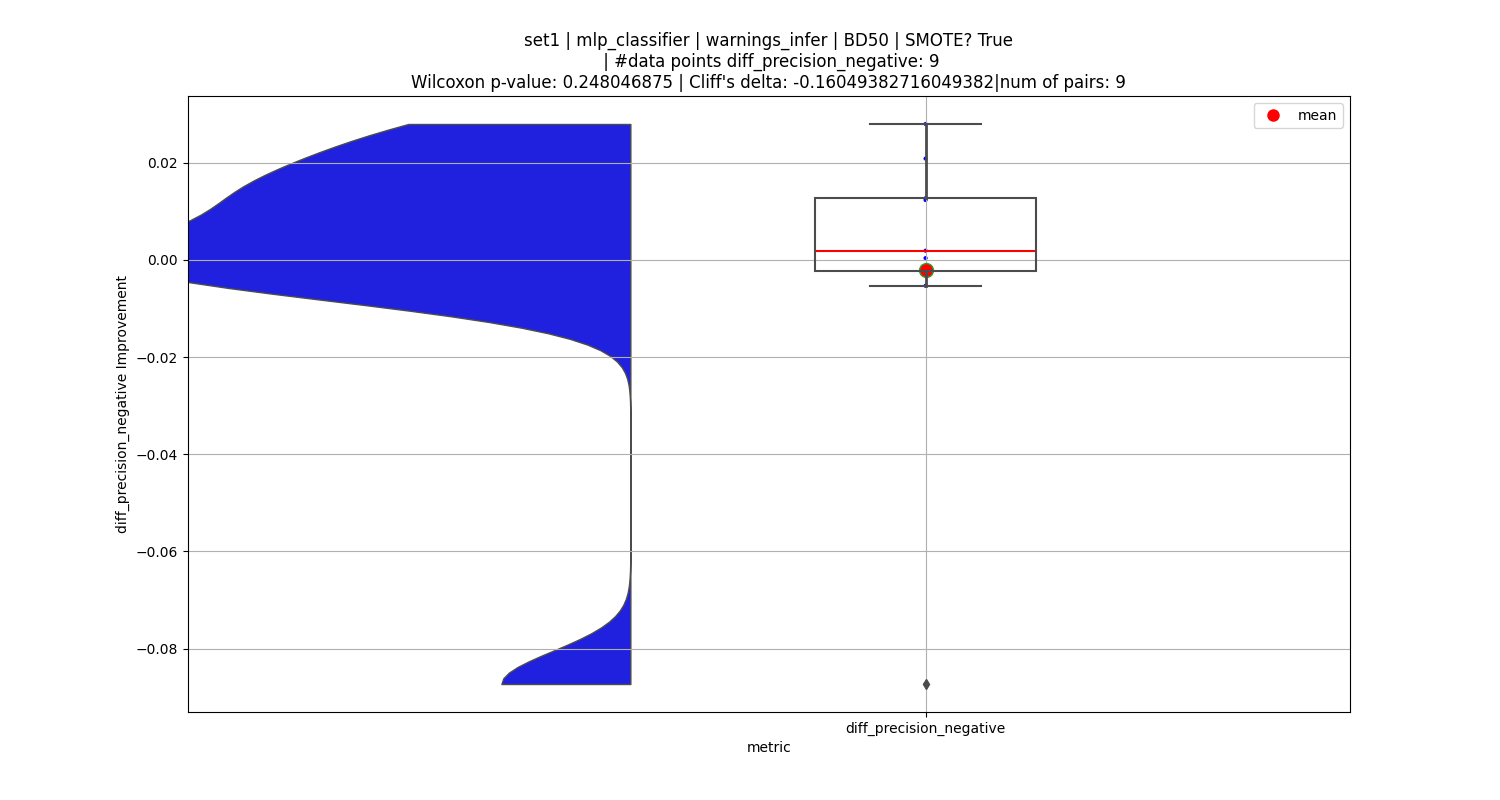 set1 | mlp_classifier | warnings_infer | BD50 | SMOTE? True
| #data points diff_precision_negative: 9
Wilcoxon p-value: 0.248046875 | Cliff's delta: -0.16049382716049382|num of pairs: 9
mean
0.02
0.00
−0.02
−0.04
−0.06
−0.08
diff_precision_negative Improvement
diff_precision_negative
metric